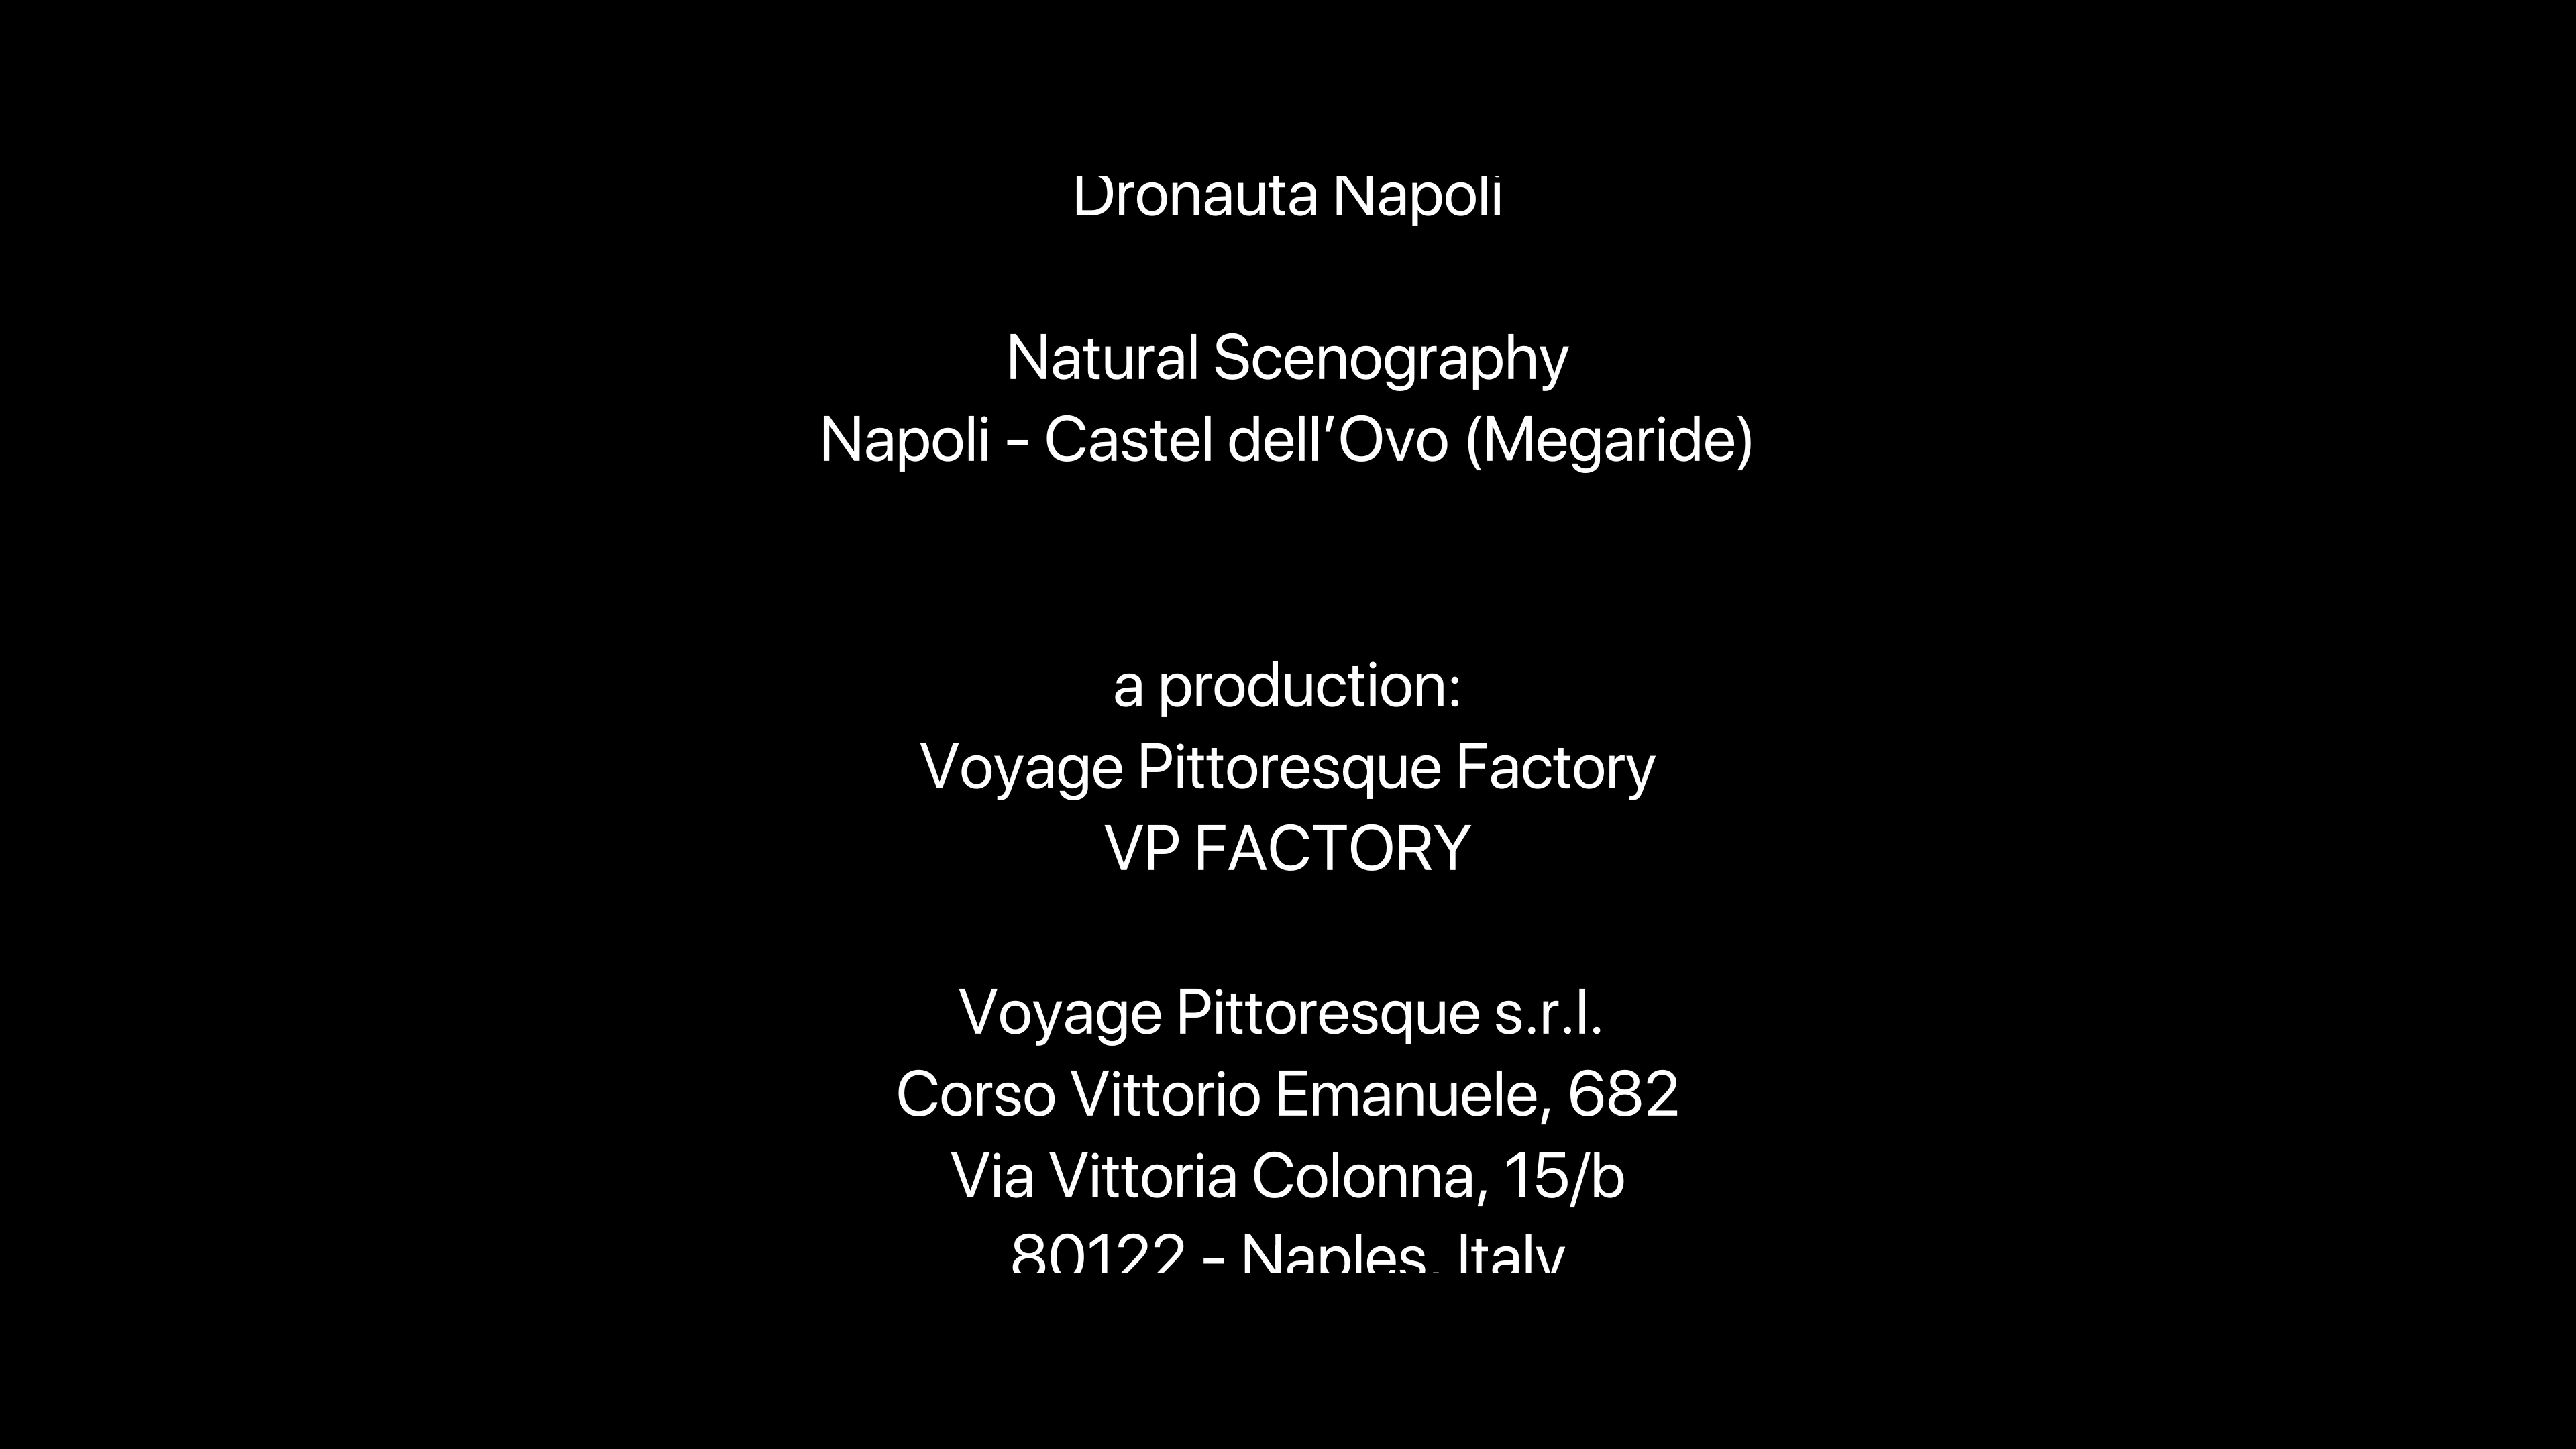 Dronauta Napoli
Natural Scenography
Napoli - Castel dell’Ovo (Megaride)
a production:
Voyage Pittoresque Factory
VP FACTORY
Voyage Pittoresque s.r.l.
Corso Vittorio Emanuele, 682
Via Vittoria Colonna, 15/b
80122 - Naples, Italy